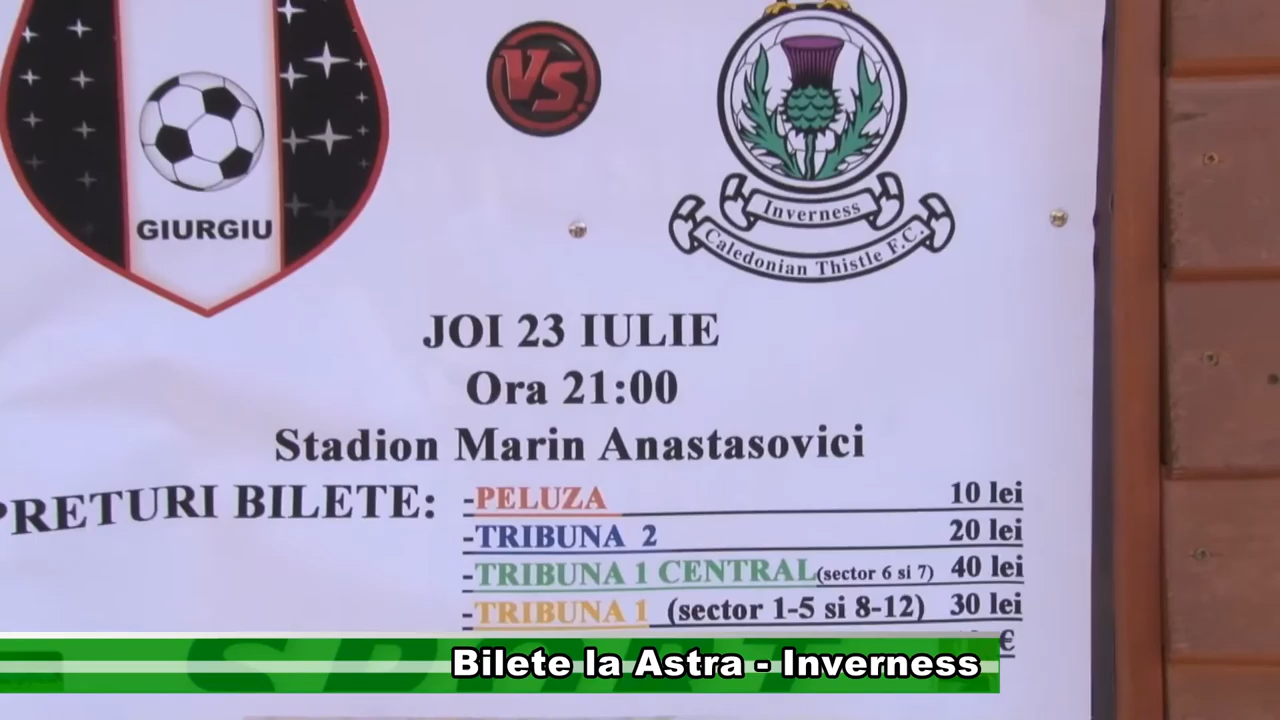 GIURGIU
VS.
Inverness
Caledonian Thistle F.C.
JOI 23 IULIE
Ora 21:00
Stadion Marin Anastasovici
PRETURI BILETE:
-PELUZA 10 lei
-TRIBUNA 2 20 lei
-TRIBUNA 1 CENTRAL(sector 6 si 7) 40 lei
-TRIBUNA 1 (sector 1-5 si 8-12) 30 lei
€
Bilete la Astra - Inverness